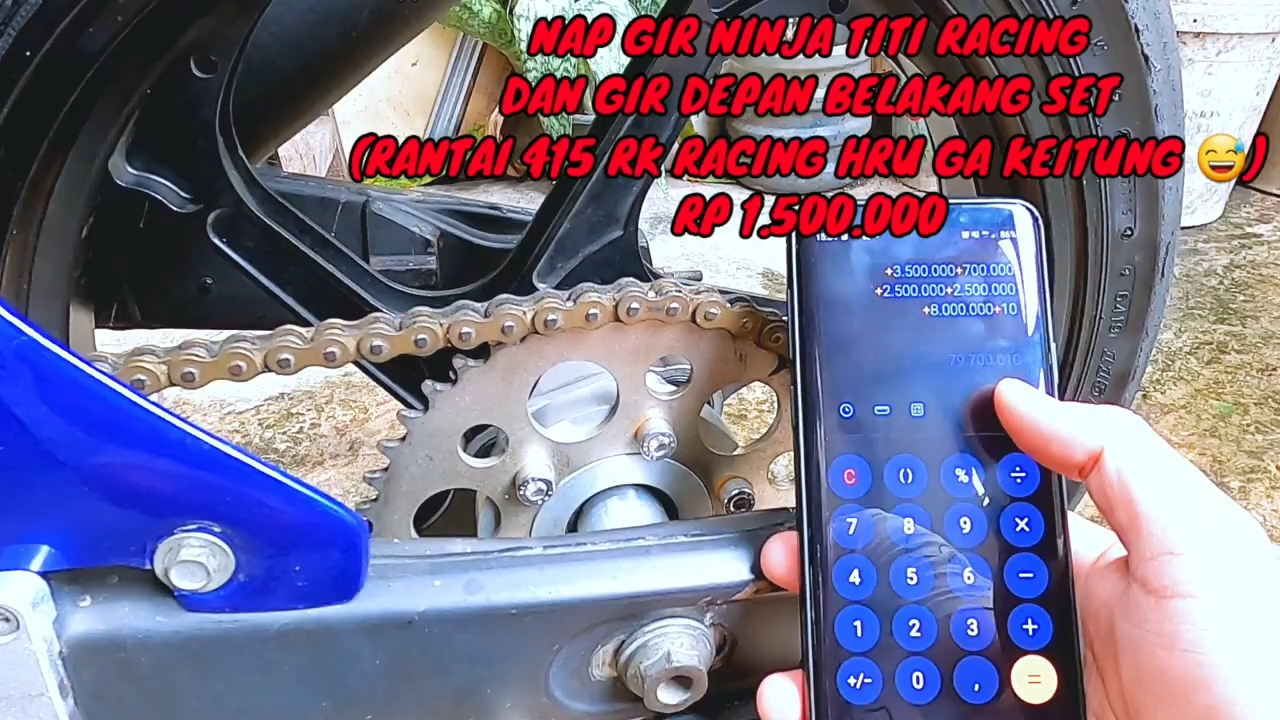 NAP GIR NINJA TITI RACING
DAN GIR DEPAN BELAKANG SET
(RANTAI 415 RK RACING HRU GA KEITUNG 😅)
RP 1.500.000
86%
+3.500.000+700.000
+2.500.000+2.500.000
+8.000.000+10
79.700.010
C () % ÷
7 8 9 ×
4 5 6 −
1 2 3 +
+/− 0 , =